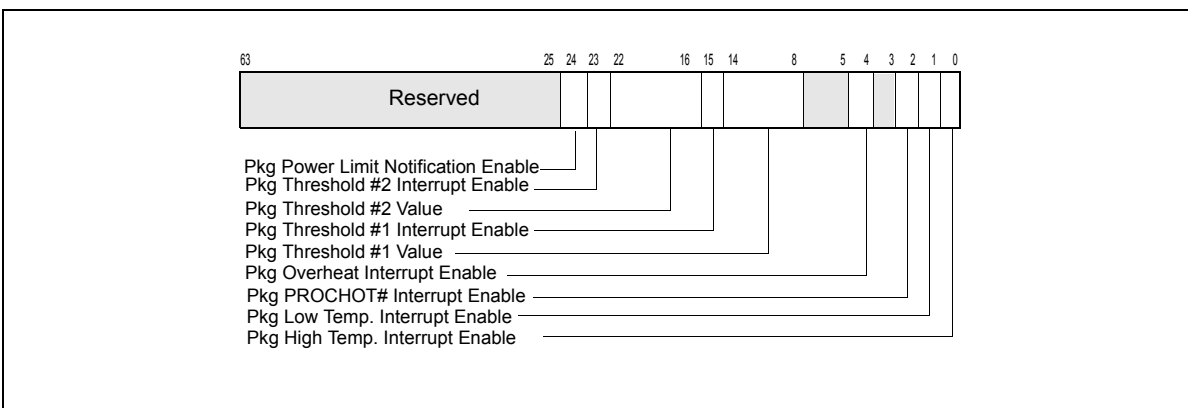 63 25 24 23 22 16 15 14 8 5 4 3 2 1 0
Reserved
Pkg Power Limit Notification Enable
Pkg Threshold #2 Interrupt Enable
Pkg Threshold #2 Value
Pkg Threshold #1 Interrupt Enable
Pkg Threshold #1 Value
Pkg Overheat Interrupt Enable
Pkg PROCHOT# Interrupt Enable
Pkg Low Temp. Interrupt Enable
Pkg High Temp. Interrupt Enable